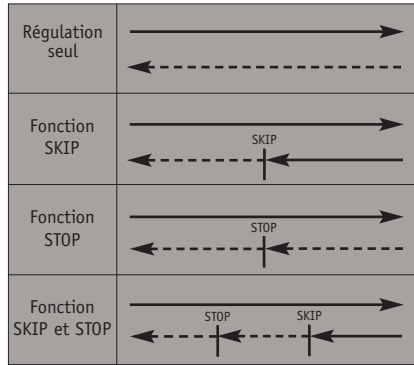 Régulation
seul
Fonction
SKIP
SKIP
Fonction
STOP
STOP
Fonction
SKIP et STOP
STOP
SKIP